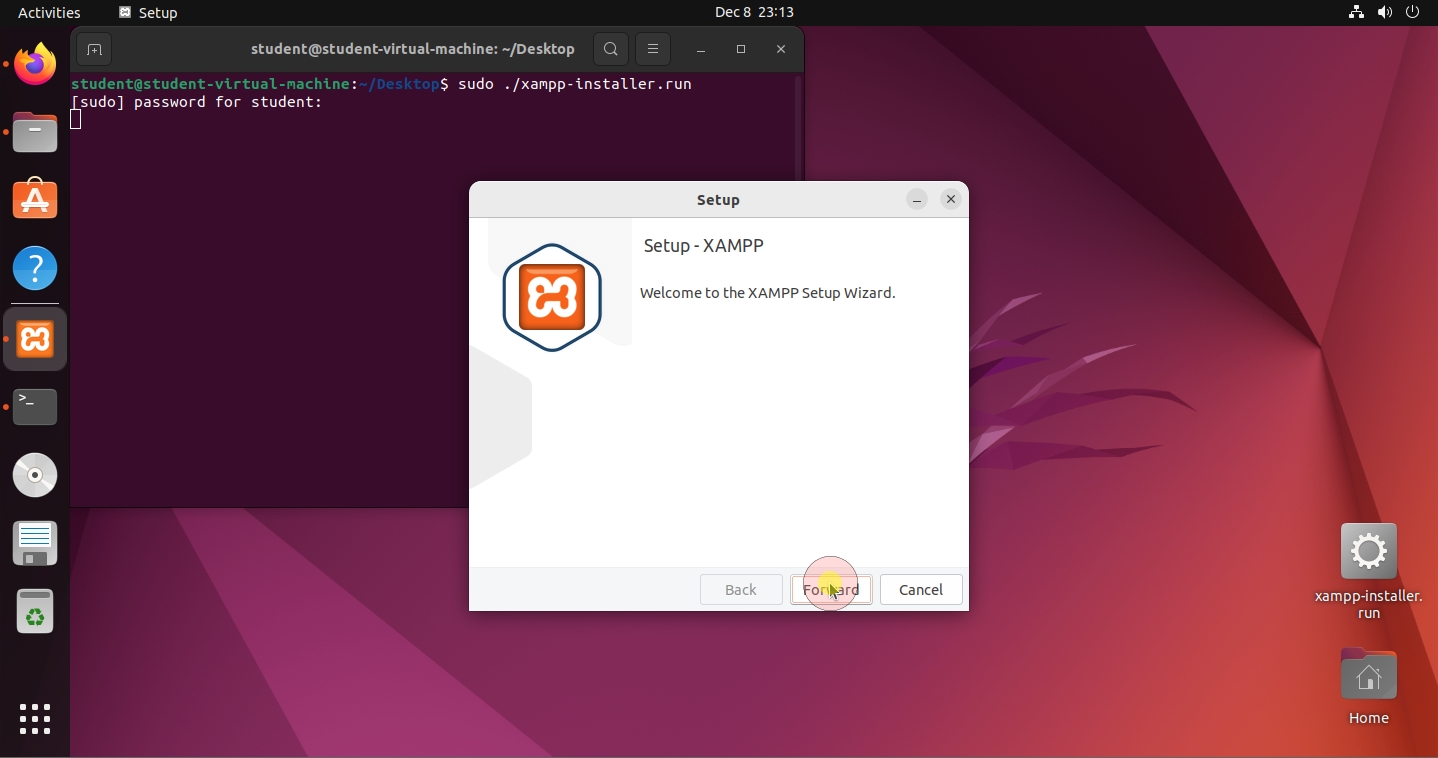 Activities
Setup
Dec 8 23:13
student@student-virtual-machine: ~/Desktop
student@student-virtual-machine:~/Desktop$ sudo ./xampp-installer.run
[sudo] password for student:
Setup
Setup - XAMPP
Welcome to the XAMPP Setup Wizard.
Back
Forward
Cancel
xampp-installer.
run
Home